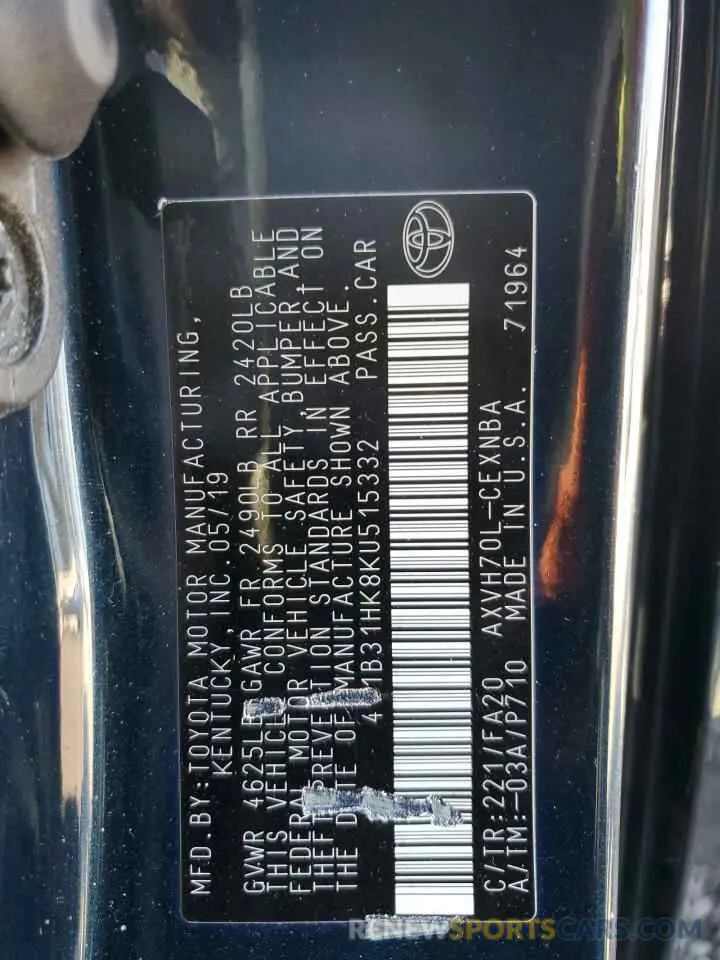 MFD.BY:TOYOTA MOTOR MANUFACTURING,
KENTUCKY, INC. 05/19
GVWR 4625LB GAWR FR 2490LB RR 2420LB
THIS VEHICLE CONFORMS TO ALL APPLICABLE
FEDERAL MOTOR VEHICLE SAFETY, BUMPER, AND
THEFT PREVENTION STANDARDS IN EFFECT ON
THE DATE OF MANUFACTURE SHOWN ABOVE.
1B31HK8KU515332 PASS.CAR
C/TR:221/FA20 AXVH70L-CEXNBA
A/TM:-03A/P710 MADE IN U.S.A. 71964
RENEWSPORTSCARS.COM